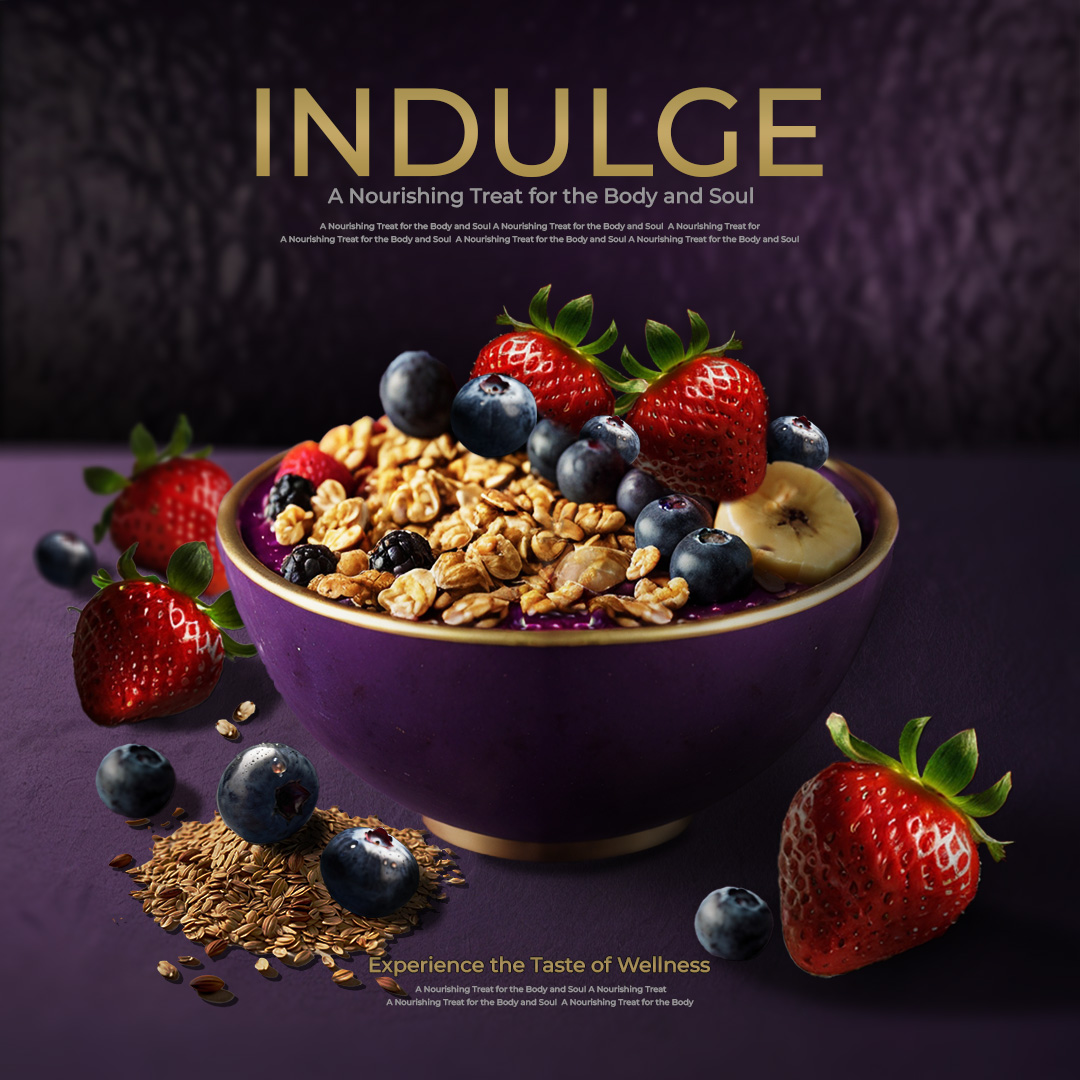 INDULGE
A Nourishing Treat for the Body and Soul
A Nourishing Treat for the Body and Soul A Nourishing Treat for the Body and Soul A Nourishing Treat for
A Nourishing Treat for the Body and Soul A Nourishing Treat for the Body and Soul A Nourishing Treat for the Body and Soul
Experience the Taste of Wellness
A Nourishing Treat for the Body and Soul A Nourishing Treat
A Nourishing Treat for the Body and Soul A Nourishing Treat for the Body